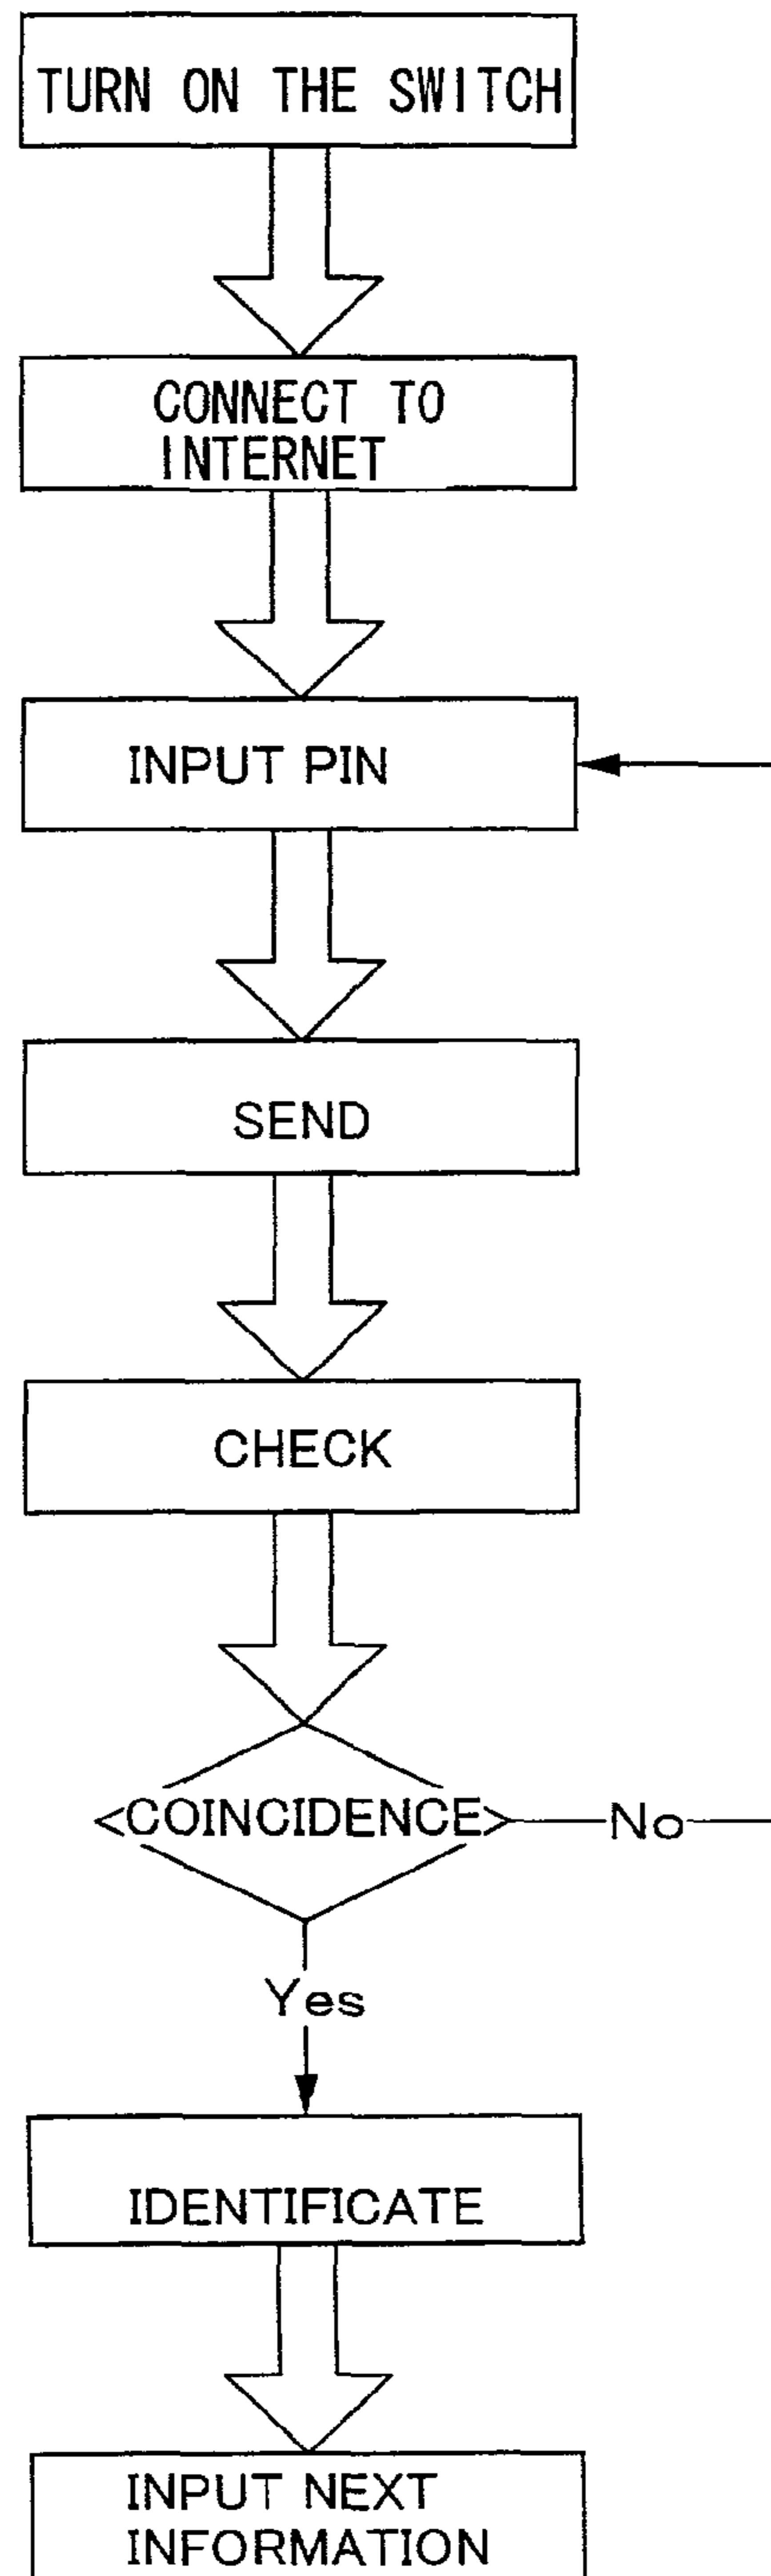 TURN ON THE SWITCH
CONNECT TO
INTERNET
INPUT PIN
SEND
CHECK
<COINCIDENCE>
No
Yes
IDENTIFICATE
INPUT NEXT
INFORMATION